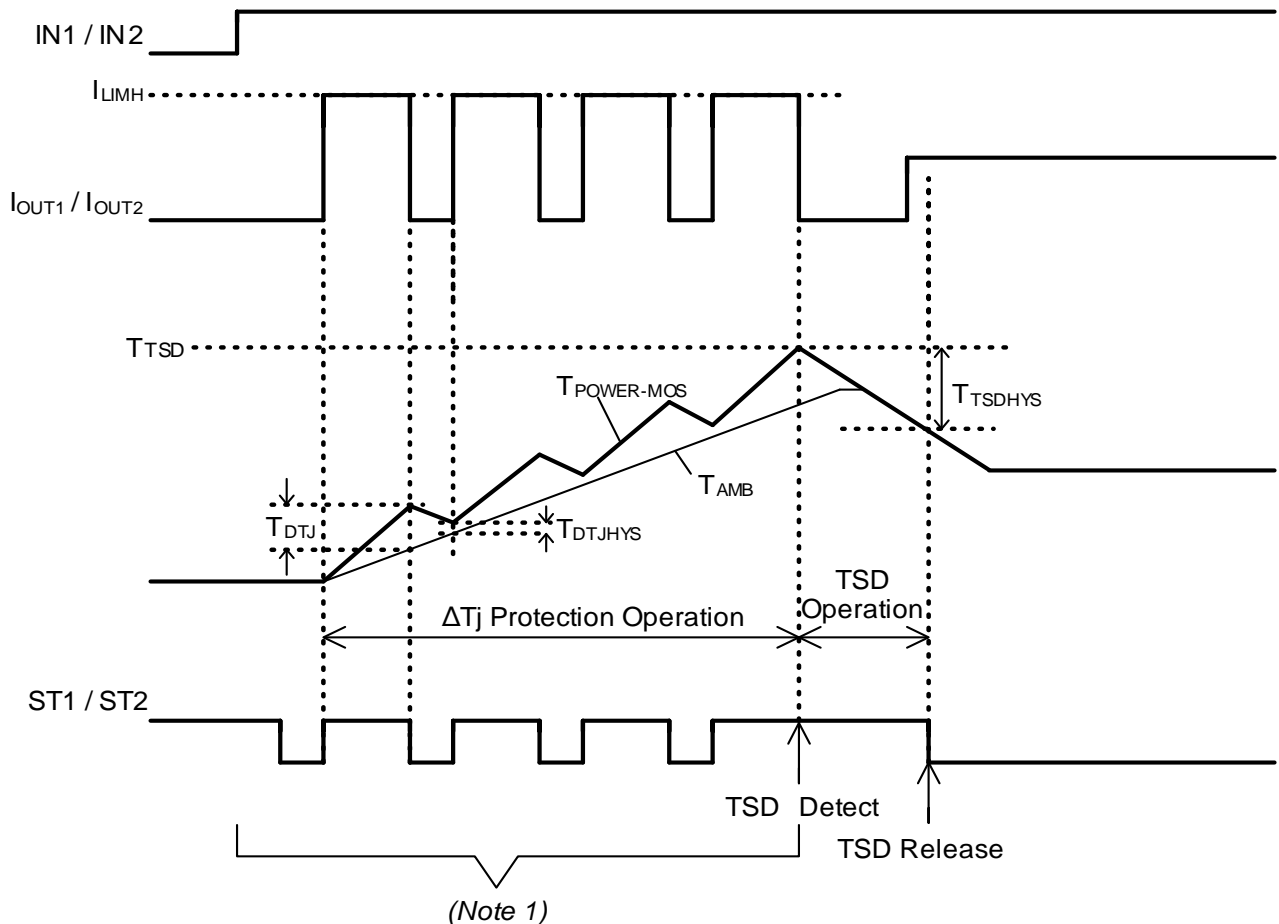 IN1 / IN2
ILIMH
IOUT1 / IOUT2
TTSD
TPOWER-MOS
TTSDHYS
TAMB
TDTJ
TDTJHYS
TSD
Operation
ΔTj Protection Operation
ST1 / ST2
TSD Detect
TSD Release
(Note 1)